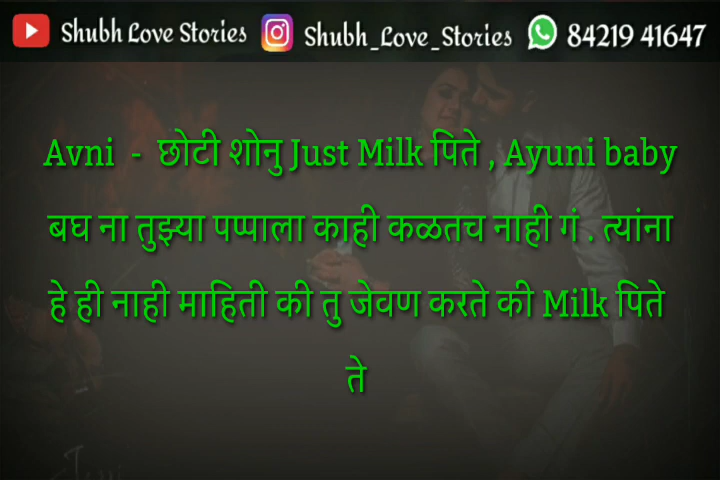 Shubh Love Stories Shubh_Love_Stories 84219 41647
Avni - छोटी शोनु Just Milk पिते , Ayuni baby
बघ ना तुझ्या पप्पाला काही कळतच नाही गं . त्यांना
हे ही नाही माहिती की तु जेवण करते की Milk पिते
ते